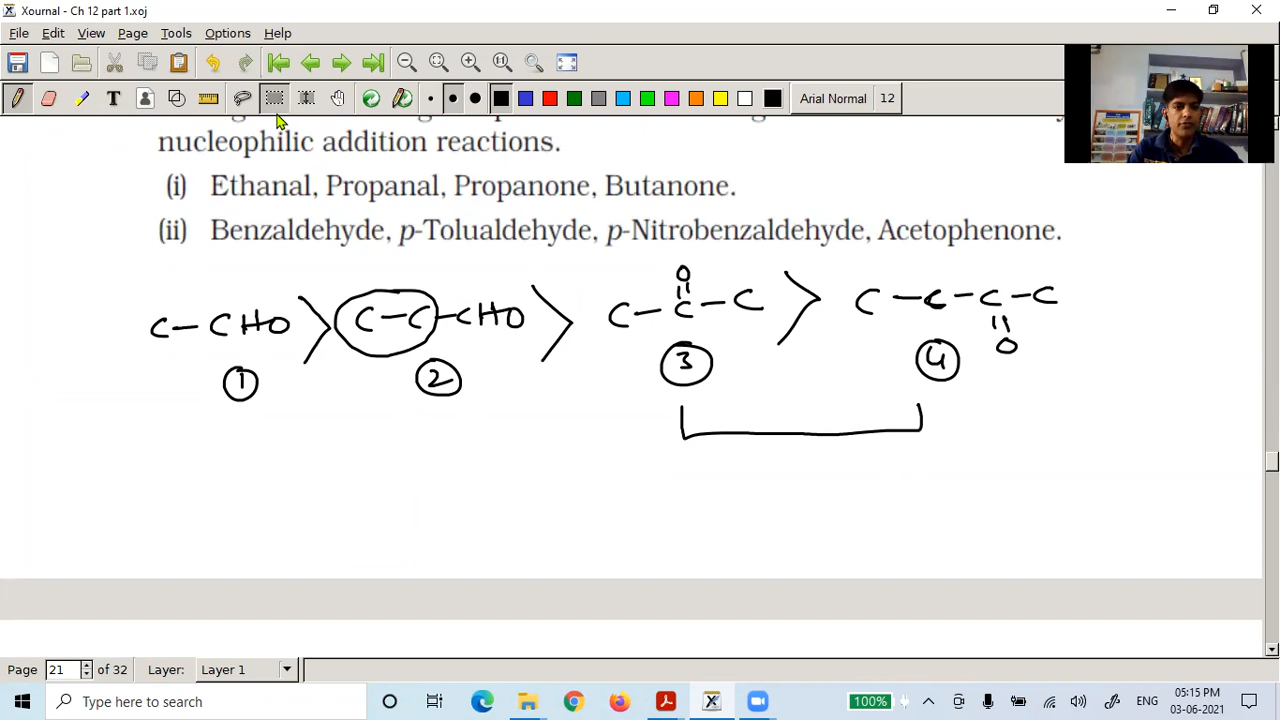 Xournal - Ch 12 part 1.xoj
File Edit View Page Tools Options Help
Arial Normal 12
nucleophilic addition reactions.
(i) Ethanal, Propanal, Propanone, Butanone.
(ii) Benzaldehyde, p-Tolualdehyde, p-Nitrobenzaldehyde, Acetophenone.
O
C-CHO > C-C-CHO > C-C-C > C-C-C-C
O
1 2 3 4
Page 21 of 32 Layer: Layer 1
Type here to search
100% ENG 05:15 PM
03-06-2021